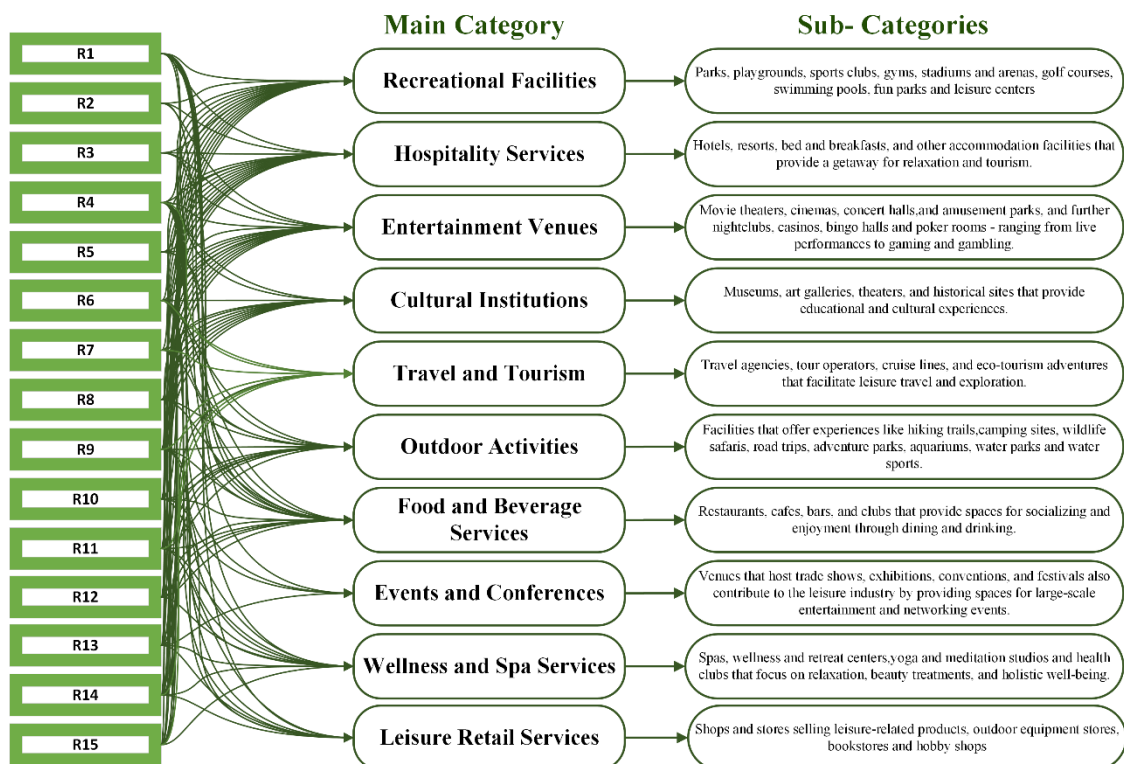 Main Category
Sub- Categories
R1
R2
R3
R4
R5
R6
R7
R8
R9
R10
R11
R12
R13
R14
R15
Recreational Facilities
Parks, playgrounds, sports clubs, gyms, stadiums and arenas, golf courses,
swimming pools, fun parks and leisure centers
Hospitality Services
Hotels, resorts, bed and breakfasts, and other accommodation facilities that
provide a getaway for relaxation and tourism.
Entertainment Venues
Movie theaters, cinemas, concert halls,and amusement parks, and further
nightclubs, casinos, bingo halls and poker rooms - ranging from live
performances to gaming and gambling.
Cultural Institutions
Museums, art galleries, theaters, and historical sites that provide
educational and cultural experiences.
Travel and Tourism
Travel agencies, tour operators, cruise lines, and eco-tourism adventures
that facilitate leisure travel and exploration.
Outdoor Activities
Facilities that offer experiences like hiking trails,camping sites, wildlife
safaris, road trips, adventure parks, aquariums, water parks and water
sports.
Food and Beverage
Services
Restaurants, cafes, bars, and clubs that provide spaces for socializing and
enjoyment through dining and drinking.
Events and Conferences
Venues that host trade shows, exhibitions, conventions, and festivals also
contribute to the leisure industry by providing spaces for large-scale
entertainment and networking events.
Wellness and Spa Services
Spas, wellness and retreat centers,yoga and meditation studios and health
clubs that focus on relaxation, beauty treatments, and holistic well-being.
Leisure Retail Services
Shops and stores selling leisure-related products, outdoor equipment stores,
bookstores and hobby shops